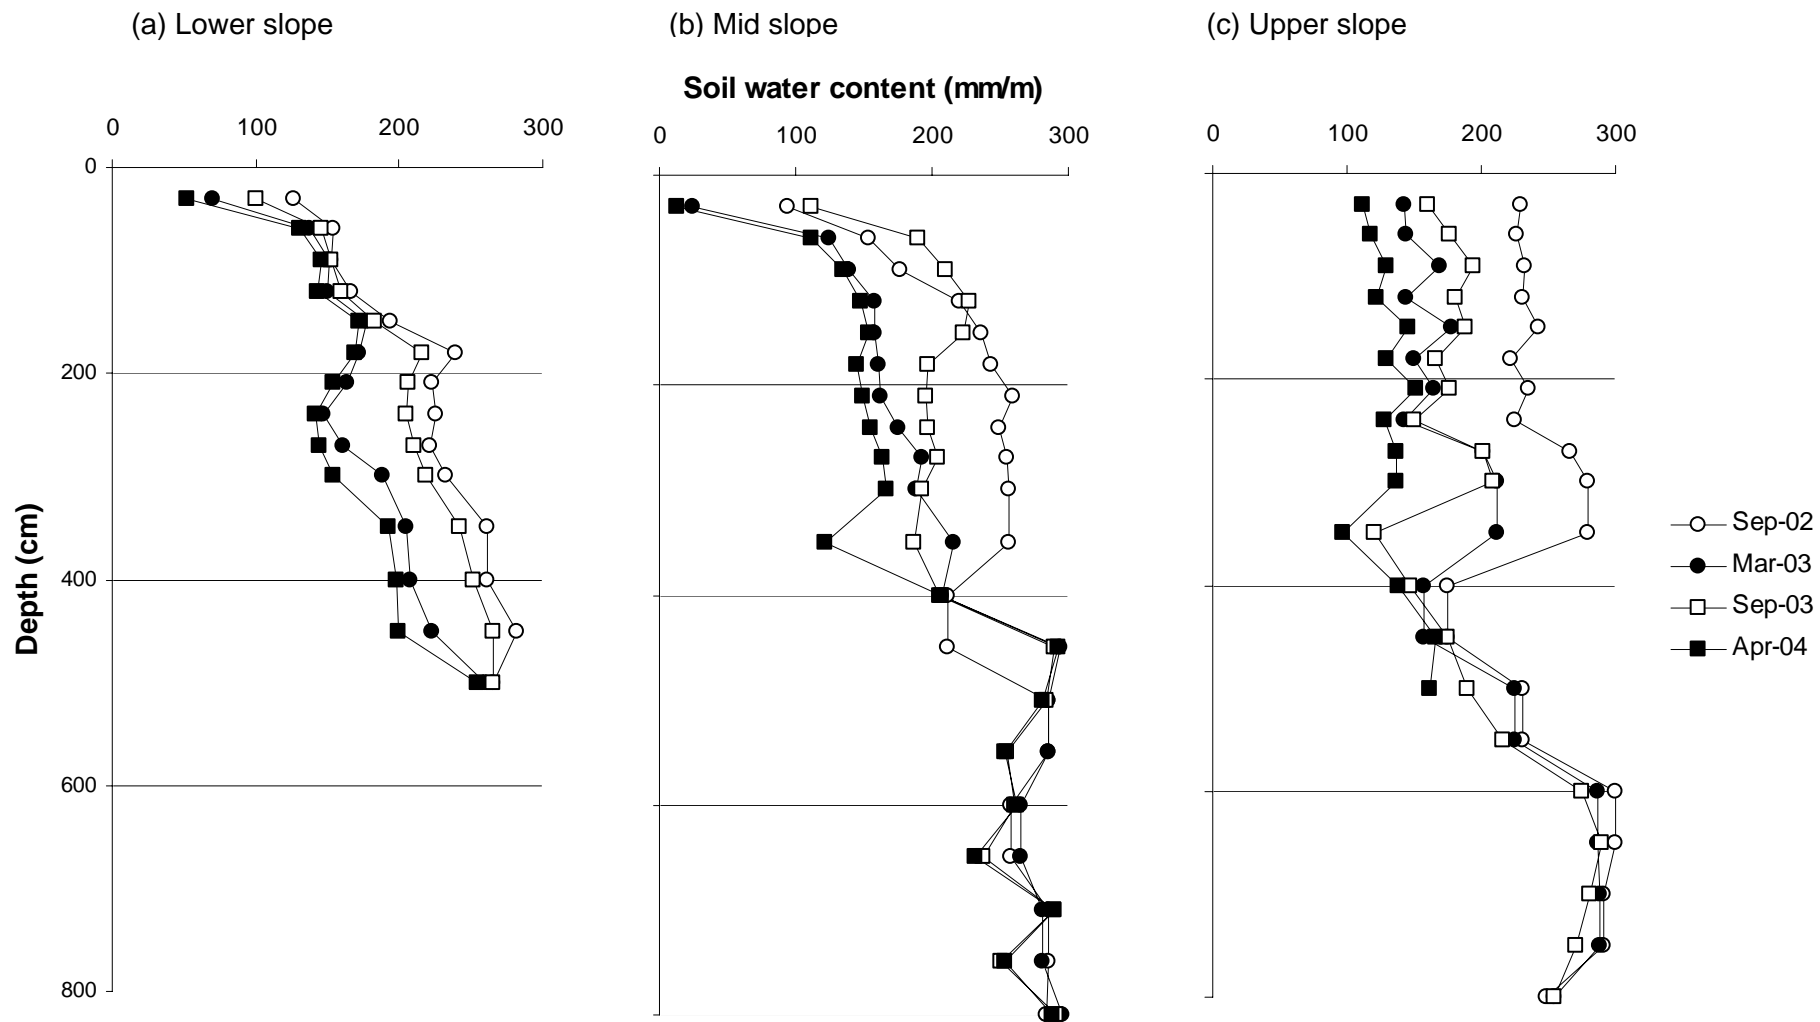 (a) Lower slope (b) Mid slope (c) Upper slope
Soil water content (mm/m)
0 100 200 300 0 100 200 300 0 100 200 300
0
200
400
600
800
Depth (cm)
Sep-02
Mar-03
Sep-03
Apr-04